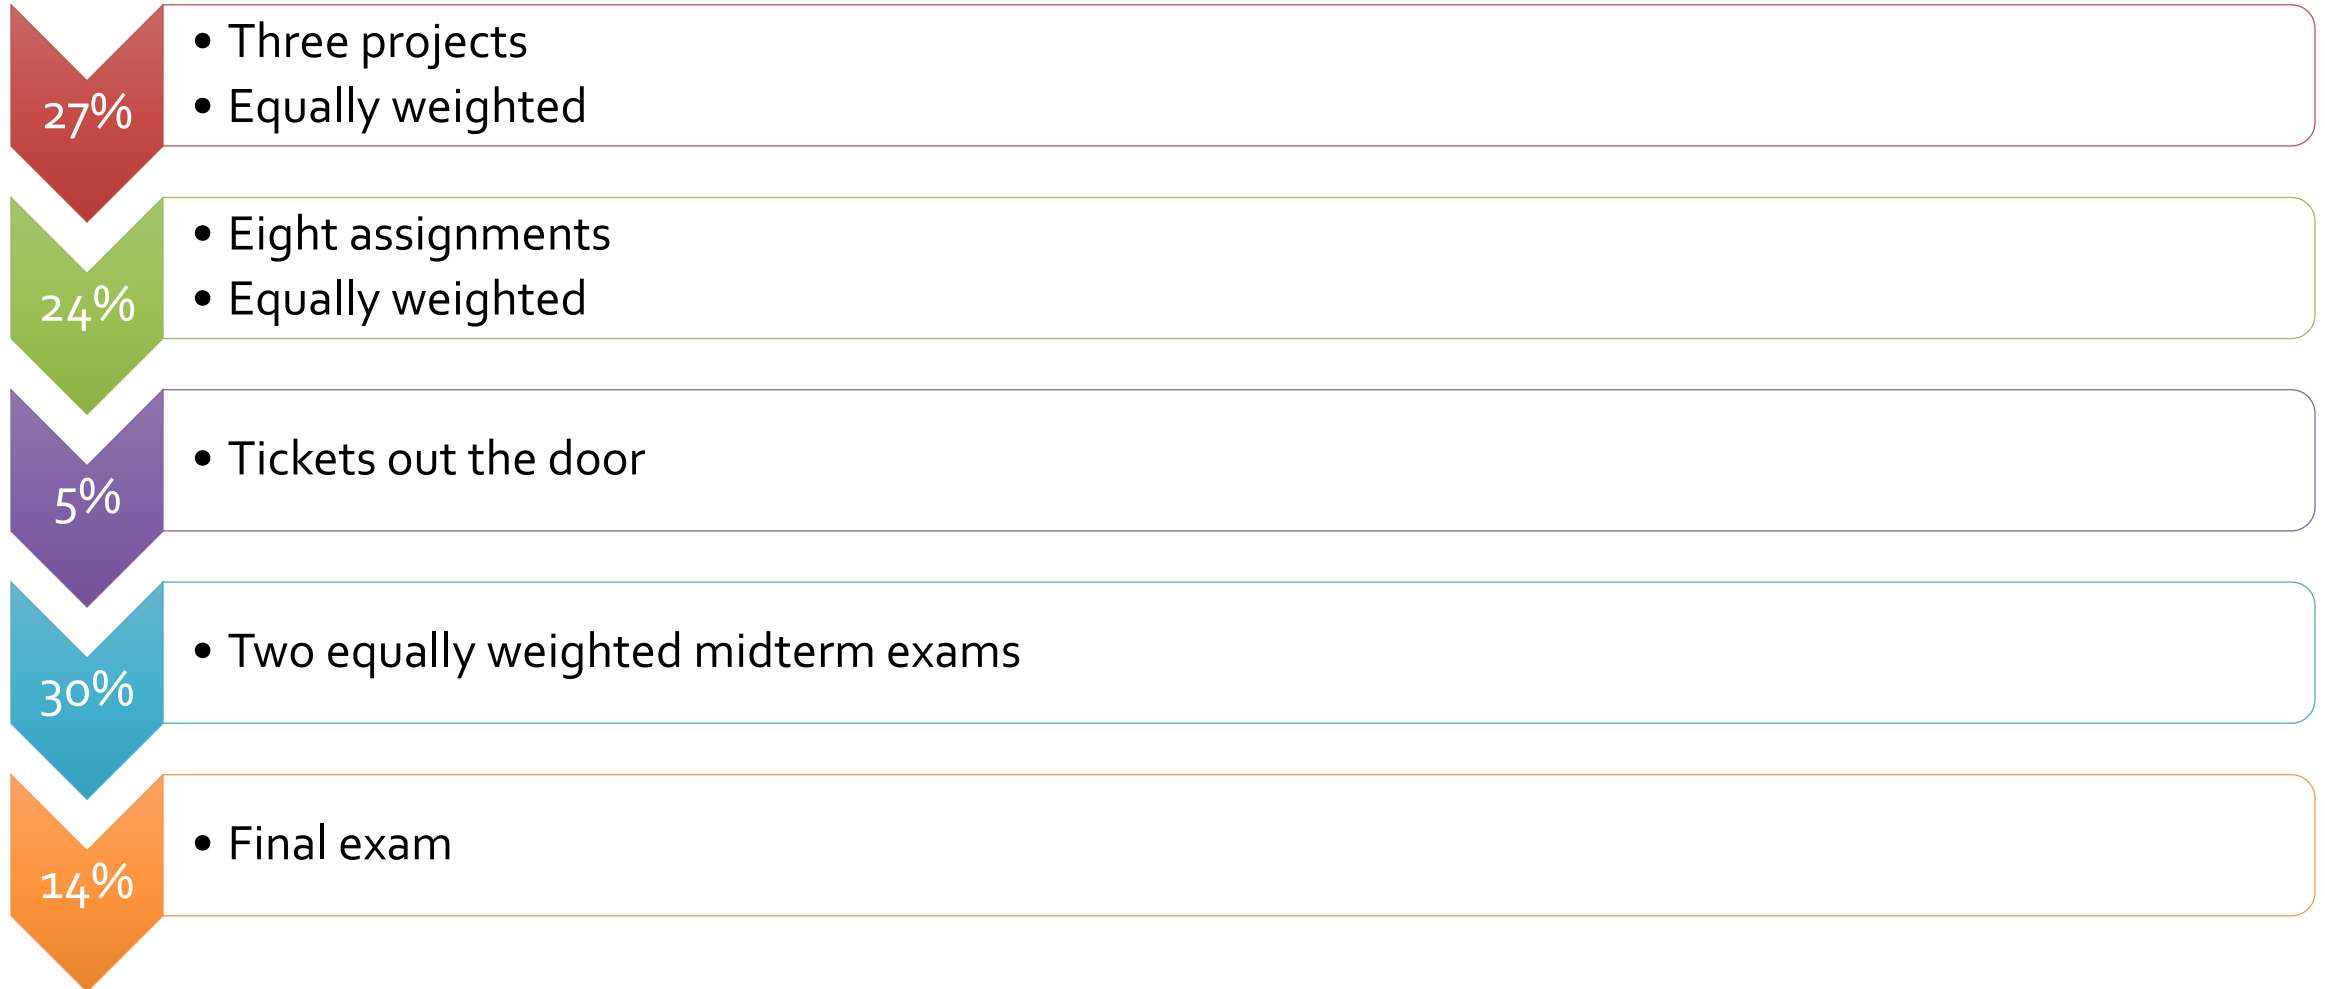 27%
• Three projects
• Equally weighted
24%
• Eight assignments
• Equally weighted
5%
• Tickets out the door
30%
• Two equally weighted midterm exams
14%
• Final exam